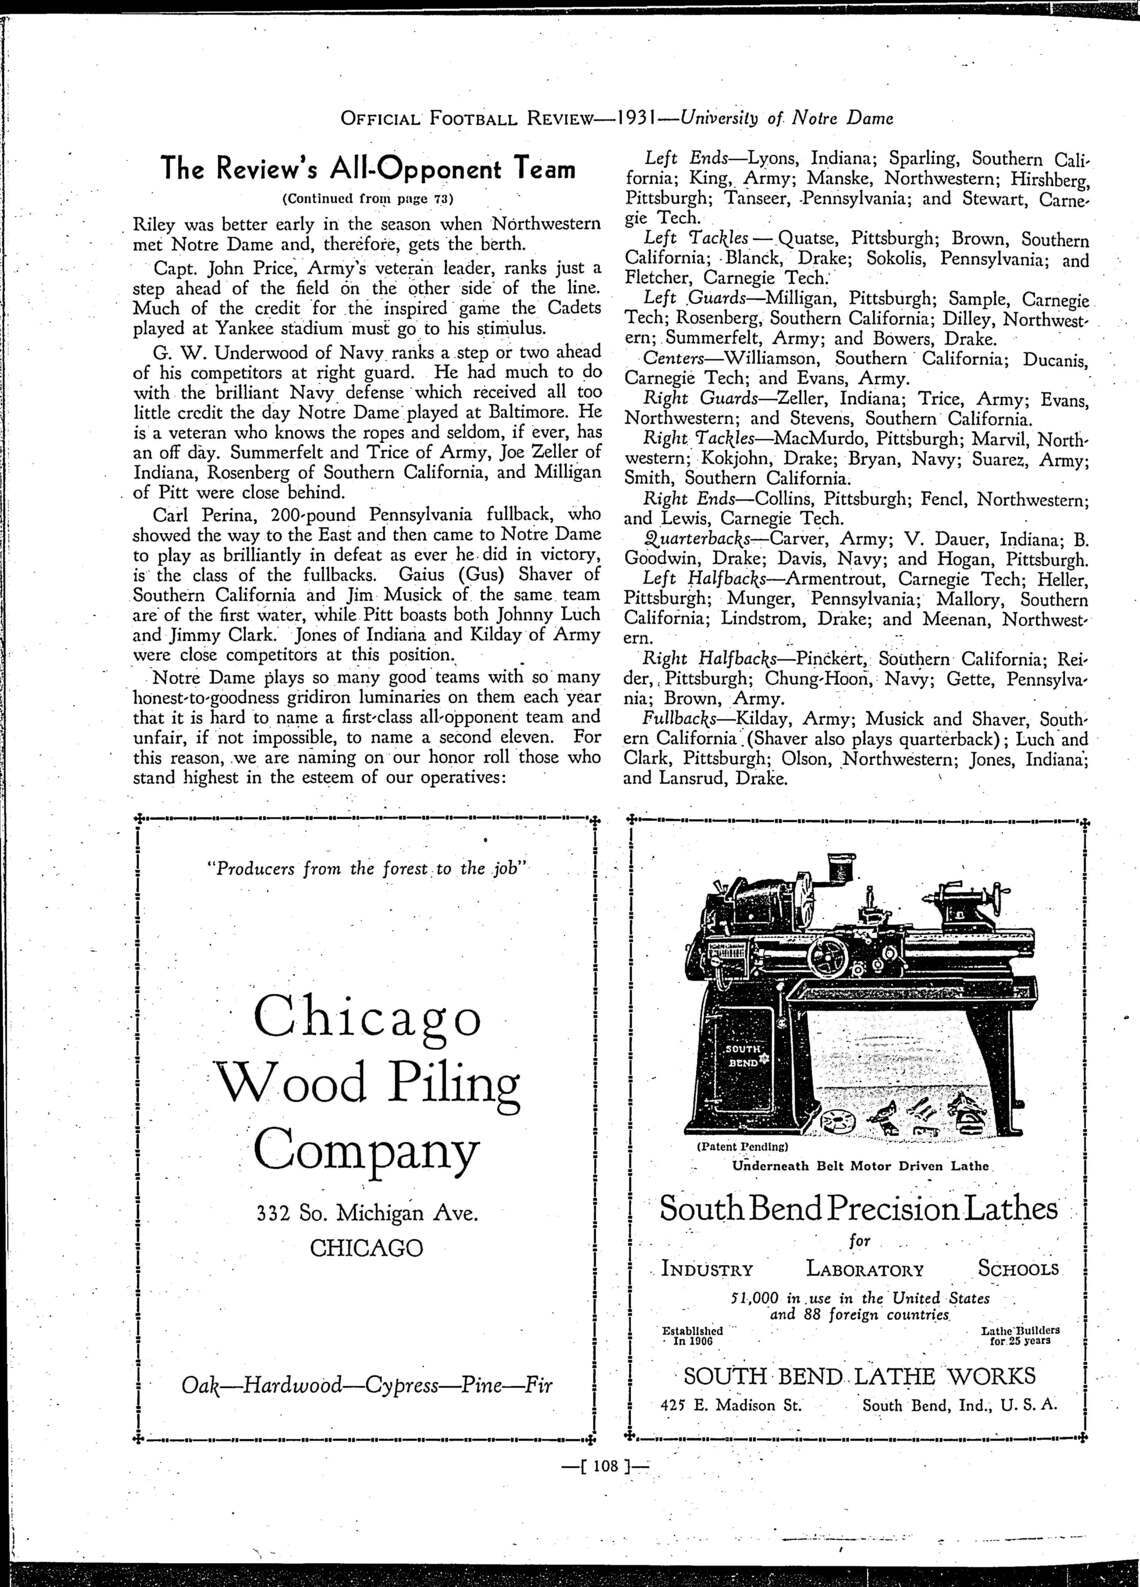 OFFICIAL FOOTBALL REVIEW—1931—University of Notre Dame
The Review's All-Opponent Team
(Continued from page 73)
Riley was better early in the season when Northwestern
met Notre Dame and, therefore, gets the berth.
Capt. John Price, Army's veteran leader, ranks just a
step ahead of the field on the other side of the line.
Much of the credit for the inspired game the Cadets
played at Yankee stadium must go to his stimulus.
G. W. Underwood of Navy ranks a step or two ahead
of his competitors at right guard. He had much to do
with the brilliant Navy defense which received all too
little credit the day Notre Dame played at Baltimore. He
is a veteran who knows the ropes and seldom, if ever, has
an off day. Summerfelt and Trice of Army, Joe Zeller of
Indiana, Rosenberg of Southern California, and Milligan
of Pitt were close behind.
Carl Perina, 200-pound Pennsylvania fullback, who
showed the way to the East and then came to Notre Dame
to play as brilliantly in defeat as ever he did in victory,
is the class of the fullbacks. Gaius (Gus) Shaver of
Southern California and Jim Musick of the same team
are of the first water, while Pitt boasts both Johnny Luch
and Jimmy Clark. Jones of Indiana and Kilday of Army
were close competitors at this position.
Notre Dame plays so many good teams with so many
honest-to-goodness gridiron luminaries on them each year
that it is hard to name a first-class all-opponent team and
unfair, if not impossible, to name a second eleven. For
this reason, we are naming on our honor roll those who
stand highest in the esteem of our operatives:
Left Ends—Lyons, Indiana; Sparling, Southern Cali-
fornia; King, Army; Manske, Northwestern; Hirshberg,
Pittsburgh; Tanseer, Pennsylvania; and Stewart, Carne-
gie Tech.
Left Tackles—Quatse, Pittsburgh; Brown, Southern
California; Blanck, Drake; Sokolis, Pennsylvania; and
Fletcher, Carnegie Tech.
Left Guards—Milligan, Pittsburgh; Sample, Carnegie
Tech; Rosenberg, Southern California; Dilley, Northwest-
ern; Summerfelt, Army; and Bowers, Drake.
Centers—Williamson, Southern California; Ducanis,
Carnegie Tech; and Evans, Army.
Right Guards—Zeller, Indiana; Trice, Army; Evans,
Northwestern; and Stevens, Southern California.
Right Tackles—MacMurdo, Pittsburgh; Marvil, North-
western; Kokjohn, Drake; Bryan, Navy; Suarez, Army;
Smith, Southern California.
Right Ends—Collins, Pittsburgh; Fencl, Northwestern;
and Lewis, Carnegie Tech.
Quarterbacks—Carver, Army; V. Dauer, Indiana; B.
Goodwin, Drake; Davis, Navy; and Hogan, Pittsburgh.
Left Halfbacks—Armentrout, Carnegie Tech; Heller,
Pittsburgh; Munger, Pennsylvania; Mallory, Southern
California; Lindstrom, Drake; and Meenan, Northwest-
ern.
Right Halfbacks—Pinckert, Southern California; Rei-
der, Pittsburgh; Chung-Hoon, Navy; Gette, Pennsylva-
nia; Brown, Army.
Fullbacks—Kilday, Army; Musick and Shaver, South-
ern California (Shaver also plays quarterback); Luch and
Clark, Pittsburgh; Olson, Northwestern; Jones, Indiana;
and Lansrud, Drake.
"Producers from the forest to the job"
Chicago
Wood Piling
Company
332 So. Michigan Ave.
CHICAGO
Oak—Hardwood—Cypress—Pine—Fir
SOUTH
BEND
(Patent Pending)
Underneath Belt Motor Driven Lathe
South Bend Precision Lathes
for
INDUSTRY LABORATORY SCHOOLS
51,000 in use in the United States
and 88 foreign countries
Established
In 1906
Lathe Builders
for 25 years
SOUTH BEND LATHE WORKS
425 E. Madison St. South Bend, Ind., U. S. A.
—[ 108 ]—